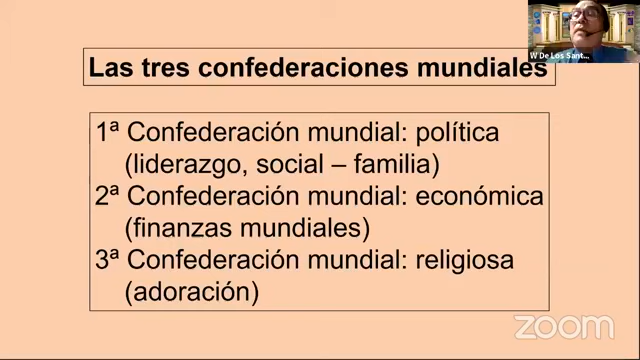 W De Los Sant...
Las tres confederaciones mundiales
1ª Confederación mundial: política
(liderazgo, social – familia)
2ª Confederación mundial: económica
(finanzas mundiales)
3ª Confederación mundial: religiosa
(adoración)
zoom